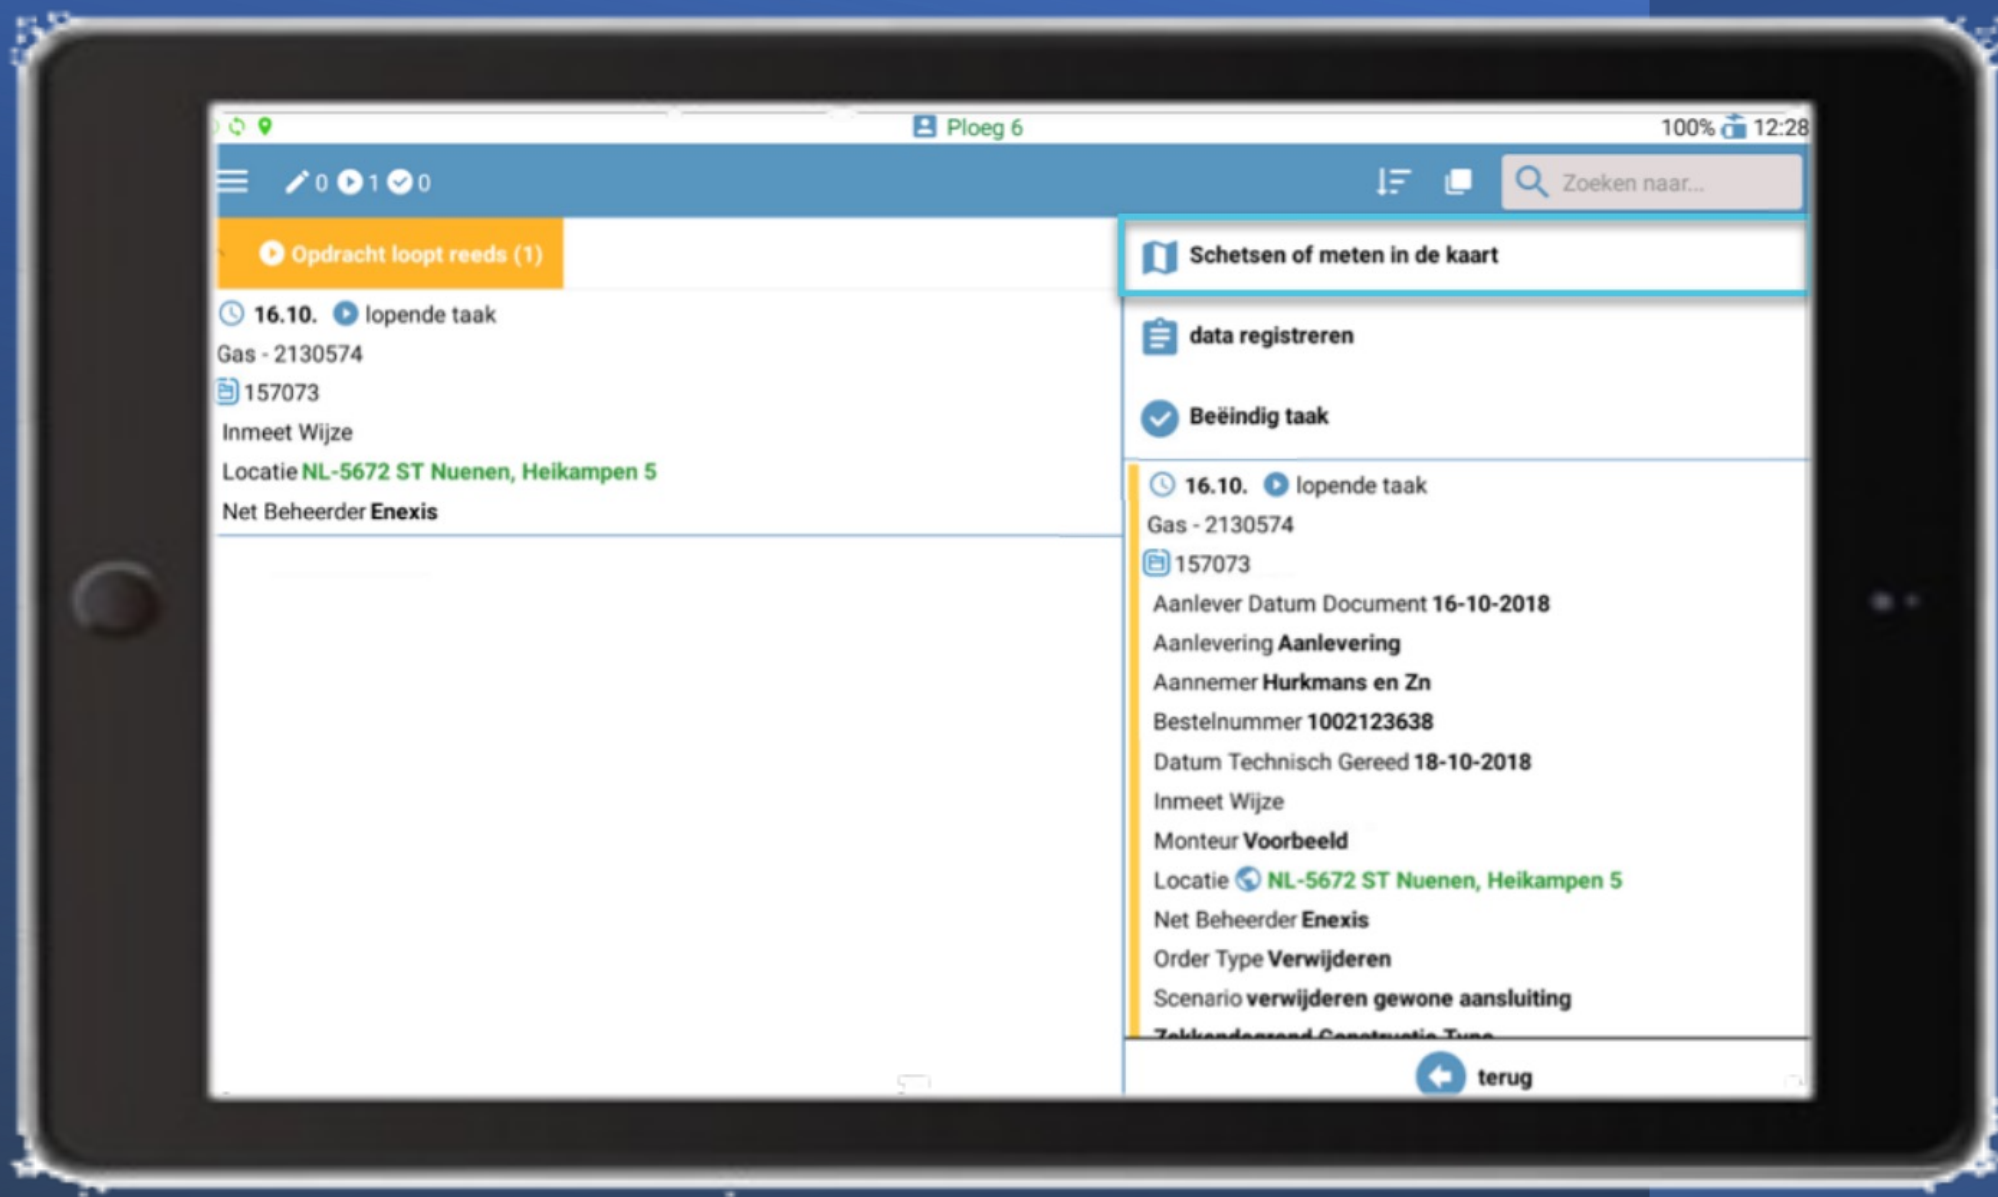 Ploeg 6
100% 12:28
0 1 0
Zoeken naar...
Opdracht loopt reeds (1)
16.10. lopende taak
Gas - 2130574
157073
Inmeet Wijze
Locatie NL-5672 ST Nuenen, Heikampen 5
Net Beheerder Enexis
Schetsen of meten in de kaart
data registreren
Beëindig taak
16.10. lopende taak
Gas - 2130574
157073
Aanlever Datum Document 16-10-2018
Aanlevering Aanlevering
Aannemer Hurkmans en Zn
Bestelnummer 1002123638
Datum Technisch Gereed 18-10-2018
Inmeet Wijze
Monteur Voorbeeld
Locatie NL-5672 ST Nuenen, Heikampen 5
Net Beheerder Enexis
Order Type Verwijderen
Scenario verwijderen gewone aansluiting
terug